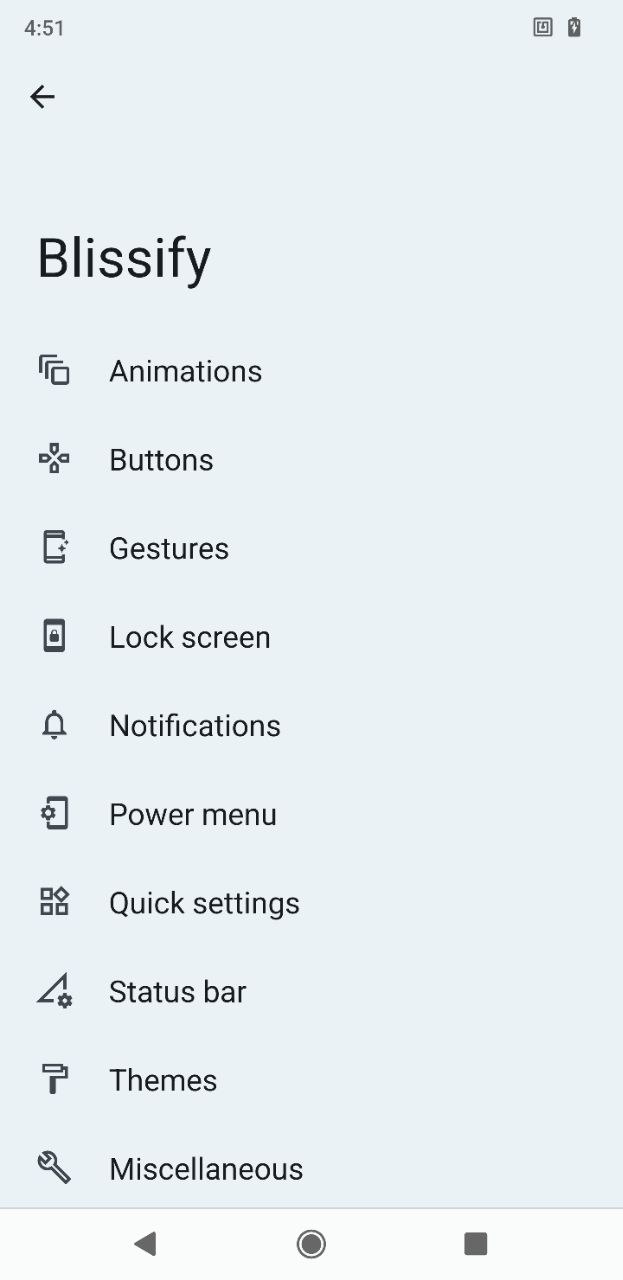 4:51
Blissify
Animations
Buttons
Gestures
Lock screen
Notifications
Power menu
Quick settings
Status bar
Themes
Miscellaneous